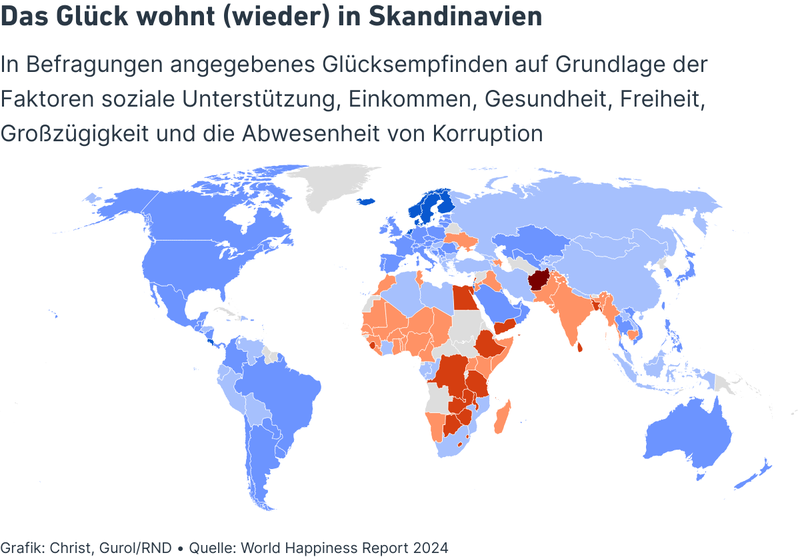 Das Glück wohnt (wieder) in Skandinavien
In Befragungen angegebenes Glücksempfinden auf Grundlage der
Faktoren soziale Unterstützung, Einkommen, Gesundheit, Freiheit,
Großzügigkeit und die Abwesenheit von Korruption
Grafik: Christ, Gurol/RND • Quelle: World Happiness Report 2024